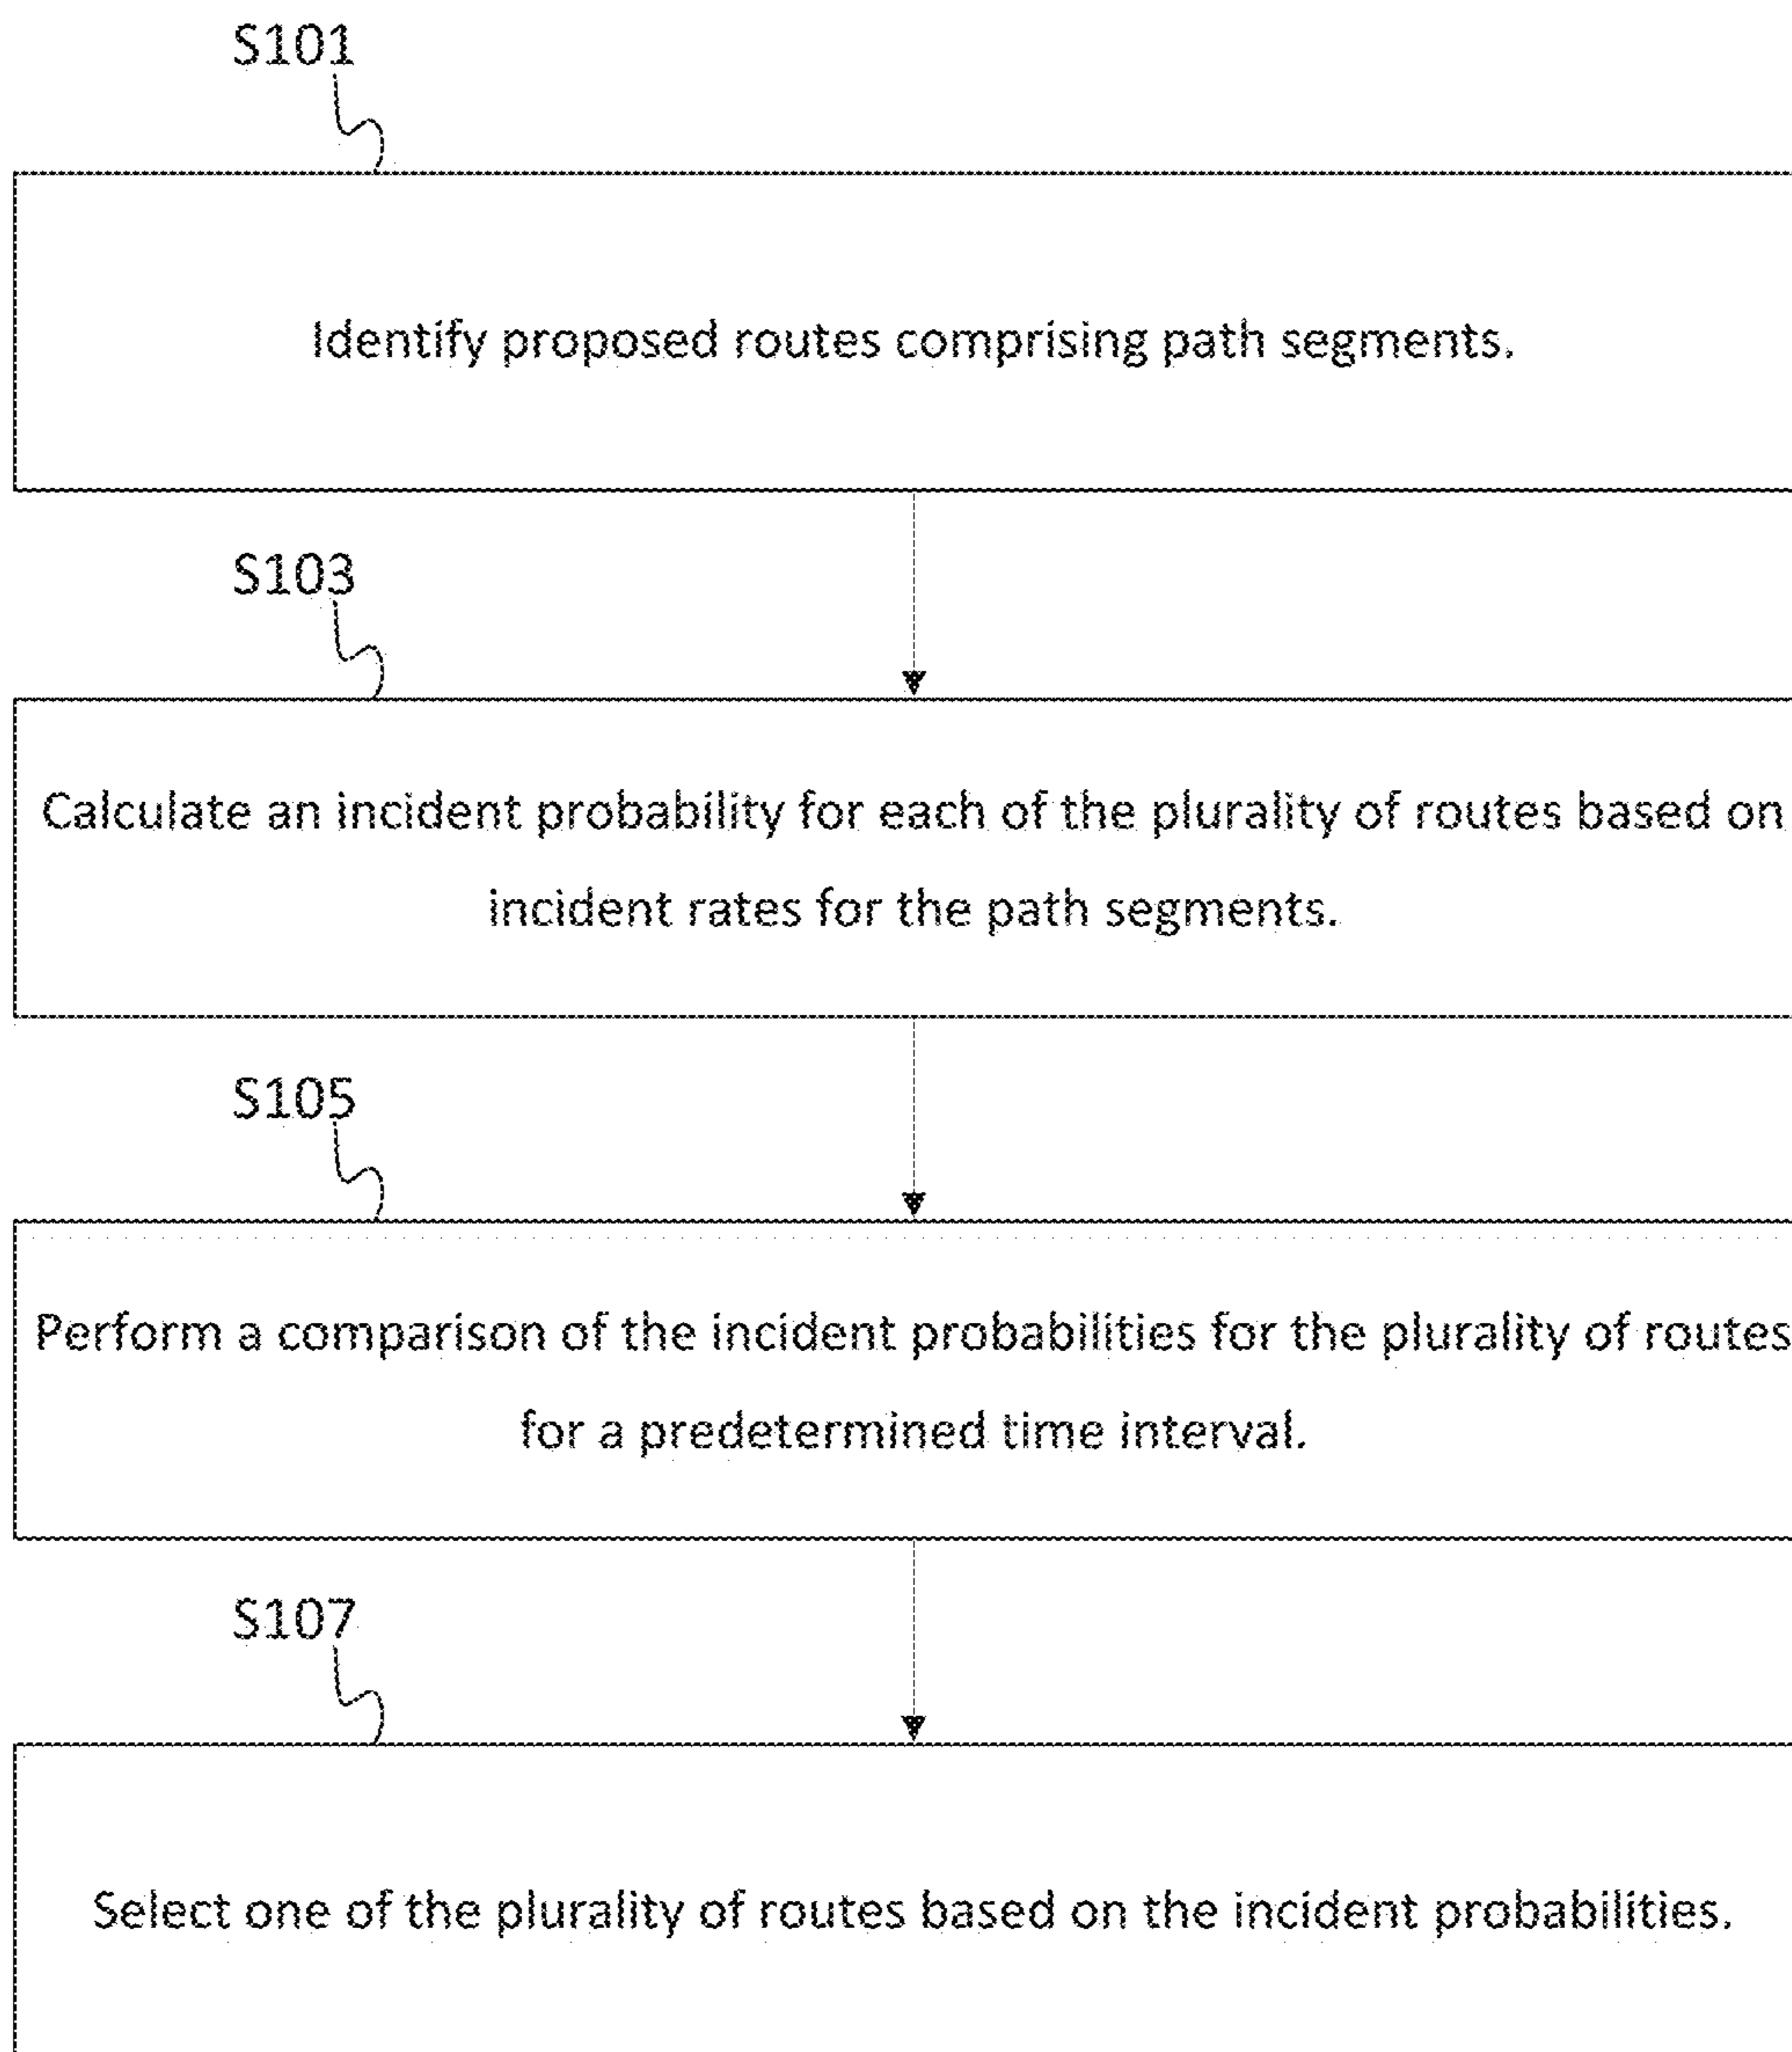 S101
Identify proposed routes comprising path segments.
S103
Calculate an incident probability for each of the plurality of routes based on
incident rates for the path segments.
S105
Perform a comparison of the incident probabilities for the plurality of routes
for a predetermined time interval.
S107
Select one of the plurality of routes based on the incident probabilities.